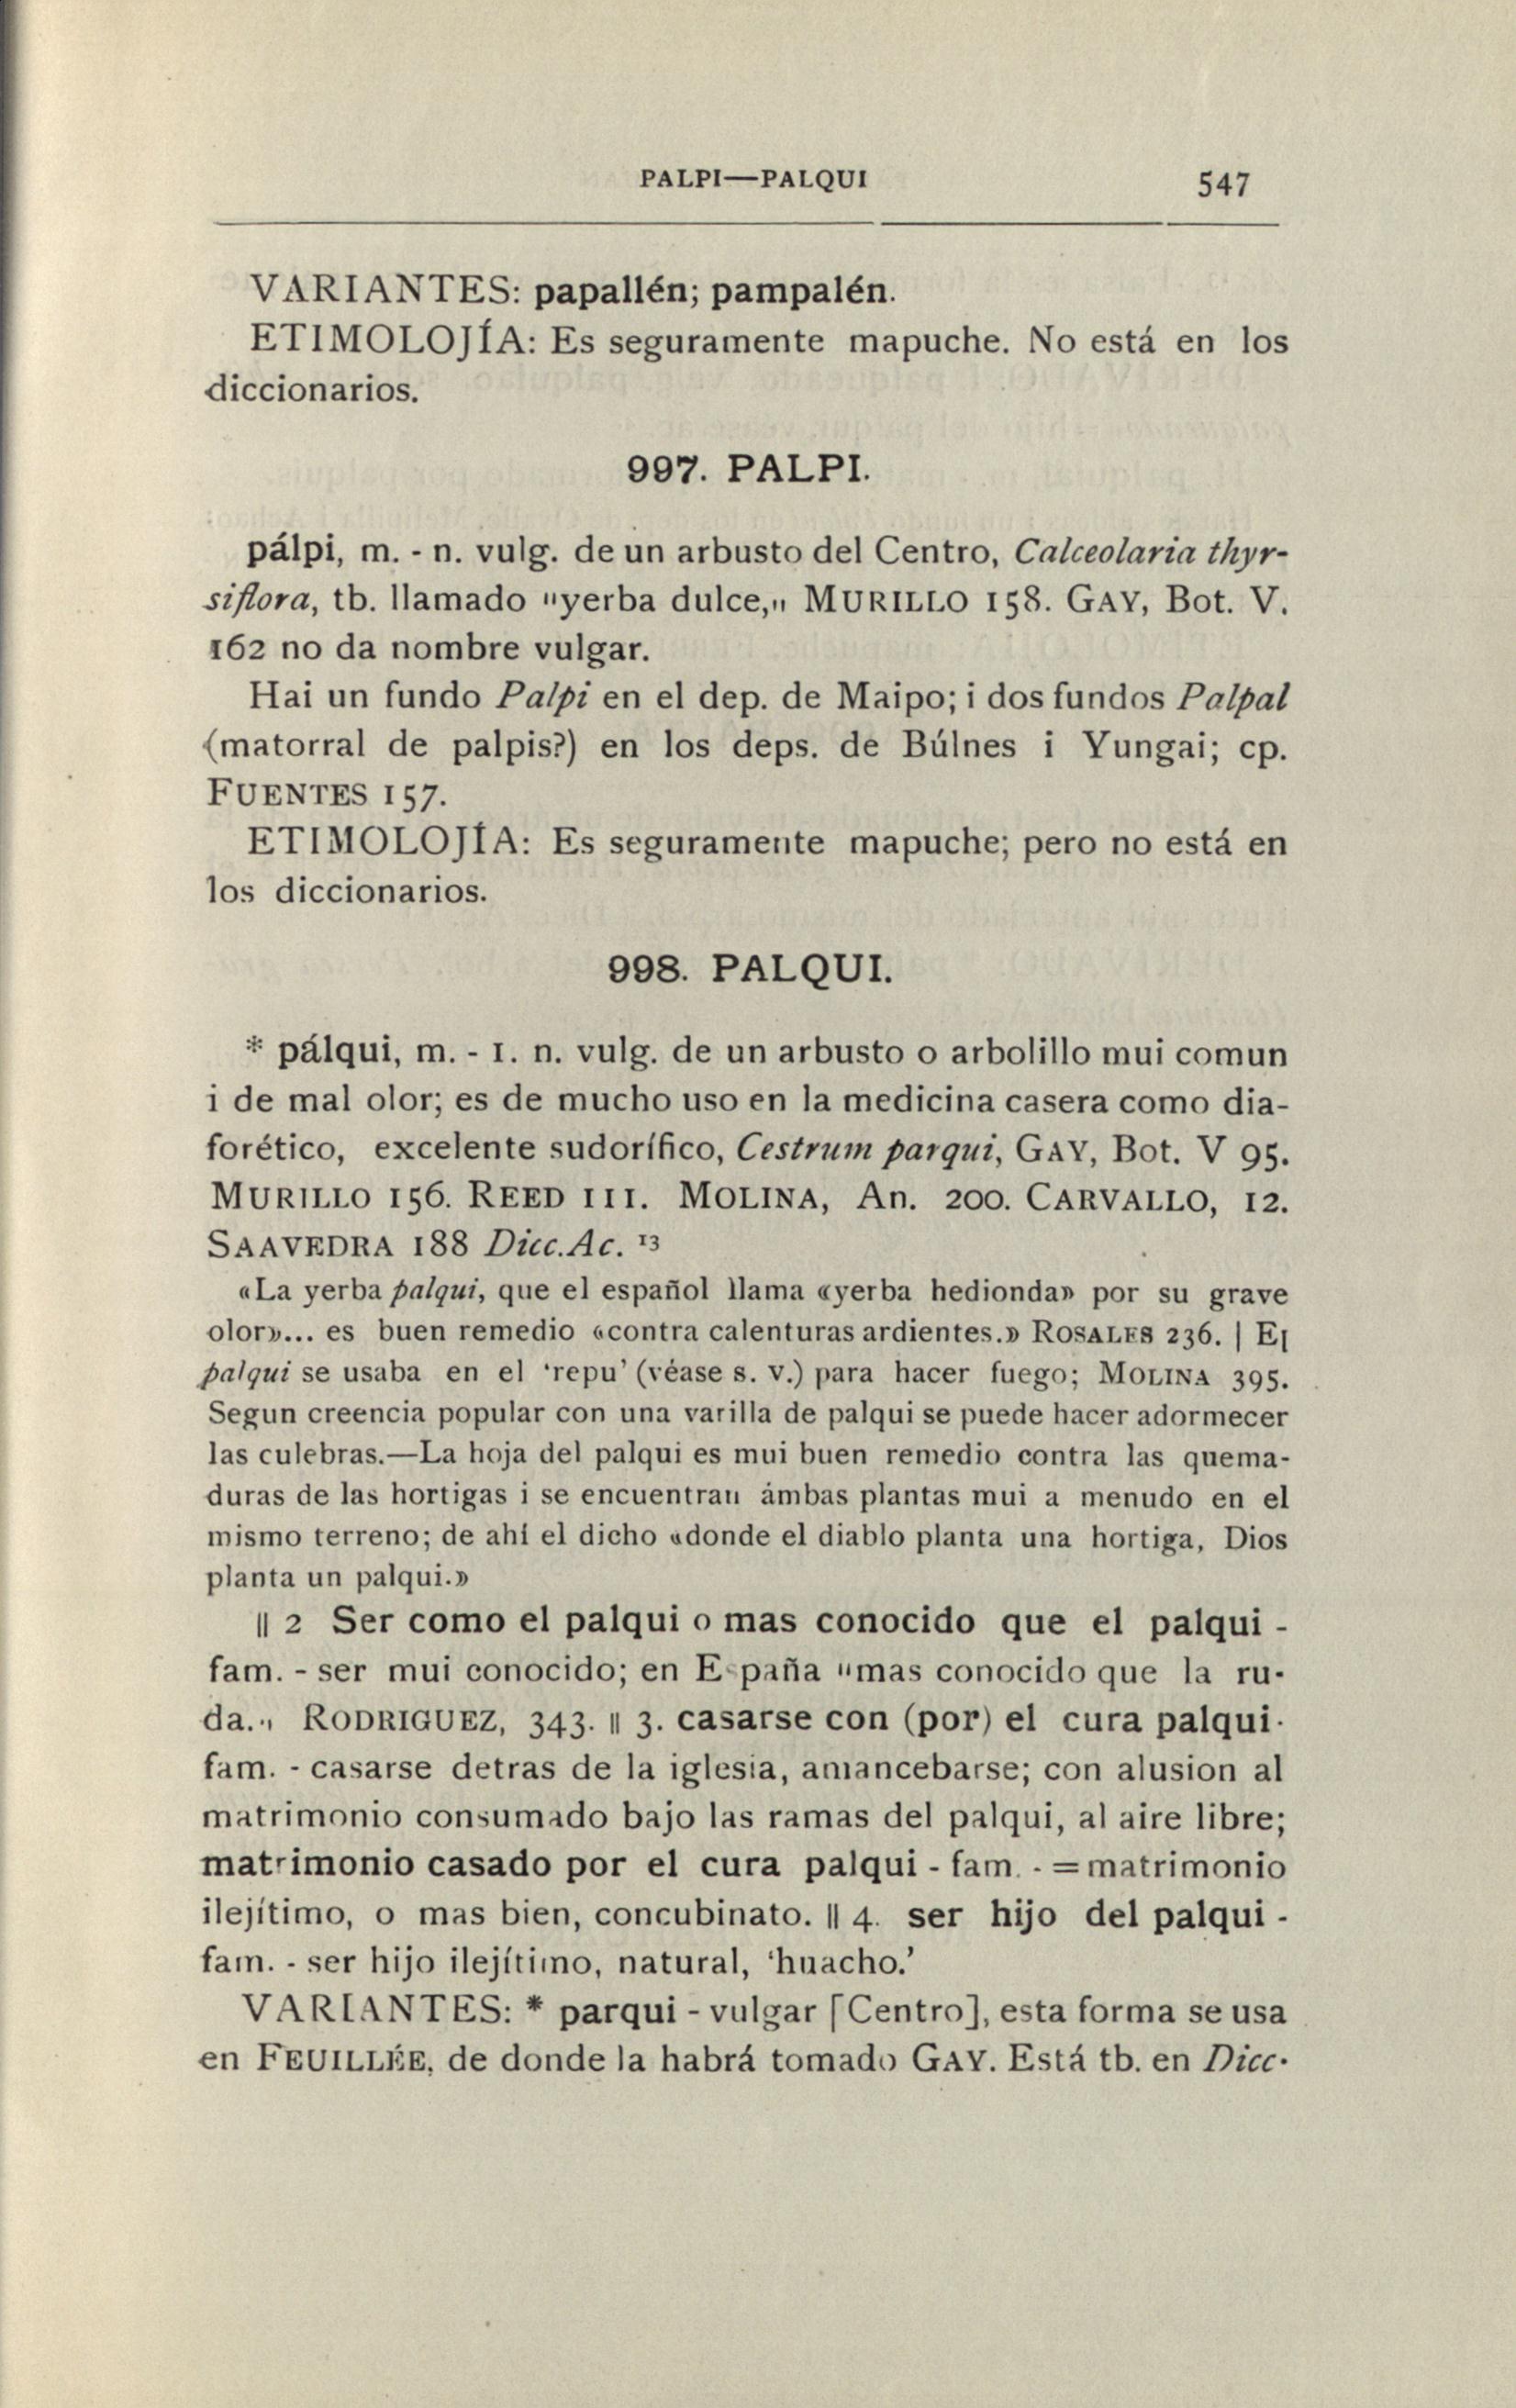 PALPI—PALQUI 547
VARIANTES: papallén; pampalén.
ETIMOLOJÍA: Es seguramente mapuche. No está en los
diccionarios.
997. PALPI.
pálpi, m. - n. vulg. de un arbusto del Centro, Calceolaria thyr-
siflora, tb. llamado "yerba dulce,„ MURILLO 158. GAY, Bot. V.
162 no da nombre vulgar.
Hai un fundo Palpi en el dep. de Maipo; i dos fundos Palpal
(matorral de palpis?) en los deps. de Búlnes i Yungai; cp.
FUENTES 157.
ETIMOLOJÍA: Es seguramente mapuche; pero no está en
los diccionarios.
998. PALQUI.
* pálqui, m. - 1. n. vulg. de un arbusto o arbolillo mui comun
i de mal olor; es de mucho uso en la medicina casera como dia-
forético, excelente sudorífico, Cestrum parqui, GAY, Bot. V 95.
MURILLO 156. REED 111. MOLINA, An. 200. CARVALLO, 12.
SAAVEDRA 188 Dicc. Ac. 13
«La yerba palqui, que el español llama «yerba hedionda» por su grave
olor»... es buen remedio «contra calenturas ardientes.» ROSALES 236. | El
palqui se usaba en el ‘repu’ (véase s. v.) para hacer fuego; MOLINA 395.
Segun creencia popular con una varilla de palqui se puede hacer adormecer
las culebras.—La hoja del palqui es mui buen remedio contra las quema-
duras de las hortigas i se encuentran ámbas plantas mui a menudo en el
mismo terreno; de ahí el dicho «donde el diablo planta una hortiga, Dios
planta un palqui.»
|| 2 Ser como el palqui o mas conocido que el palqui -
fam. - ser mui conocido; en España "mas conocido que la ru-
da.„ RODRIGUEZ, 343. || 3. casarse con (por) el cura palqui -
fam. - casarse detras de la iglesia, amancebarse; con alusion al
matrimonio consumado bajo las ramas del palqui, al aire libre;
matrimonio casado por el cura palqui - fam. - = matrimonio
ilejítimo, o mas bien, concubinato. || 4. ser hijo del palqui -
fam. - ser hijo ilejítimo, natural, ‘huacho.’
VARIANTES: * parqui - vulgar [Centro], esta forma se usa
en FEUILLÉE, de donde la habrá tomado GAY. Está tb. en Dicc.